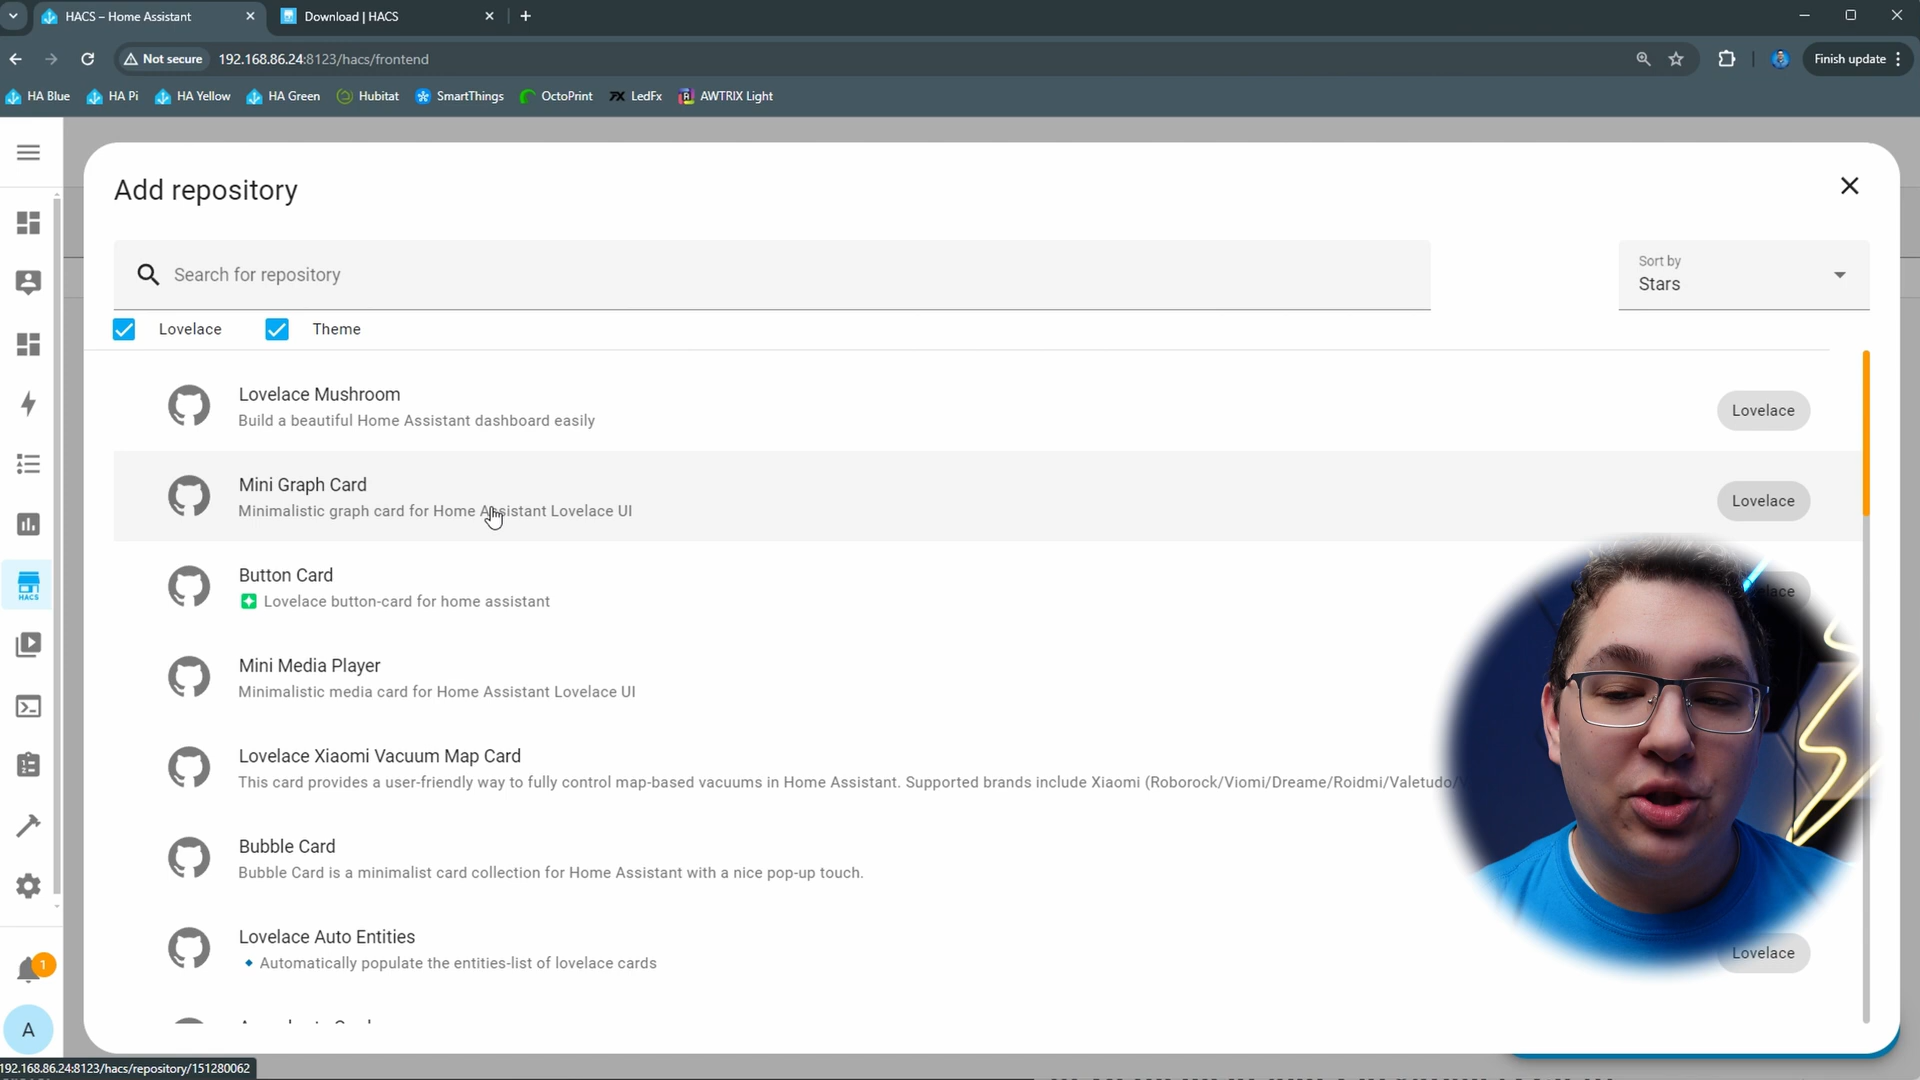 HACS – Home Assistant
Download | HACS
Not secure
192.168.86.24:8123/hacs/frontend
Finish update
HA Blue
HA Pi
HA Yellow
HA Green
Hubitat
SmartThings
OctoPrint
LedFx
AWTRIX Light
Add repository
Search for repository
Sort by
Stars
Lovelace
Theme
Lovelace Mushroom
Build a beautiful Home Assistant dashboard easily
Lovelace
Mini Graph Card
Minimalistic graph card for Home Assistant Lovelace UI
Lovelace
Button Card
Lovelace button-card for home assistant
Mini Media Player
Minimalistic media card for Home Assistant Lovelace UI
Lovelace Xiaomi Vacuum Map Card
This card provides a user-friendly way to fully control map-based vacuums in Home Assistant. Supported brands include Xiaomi (Roborock/Viomi/Dreame/Roidmi/Valetudo/
Bubble Card
Bubble Card is a minimalist card collection for Home Assistant with a nice pop-up touch.
Lovelace Auto Entities
Automatically populate the entities-list of lovelace cards
Lovelace
HACS
1
A
192.168.86.24:8123/hacs/repository/151280062